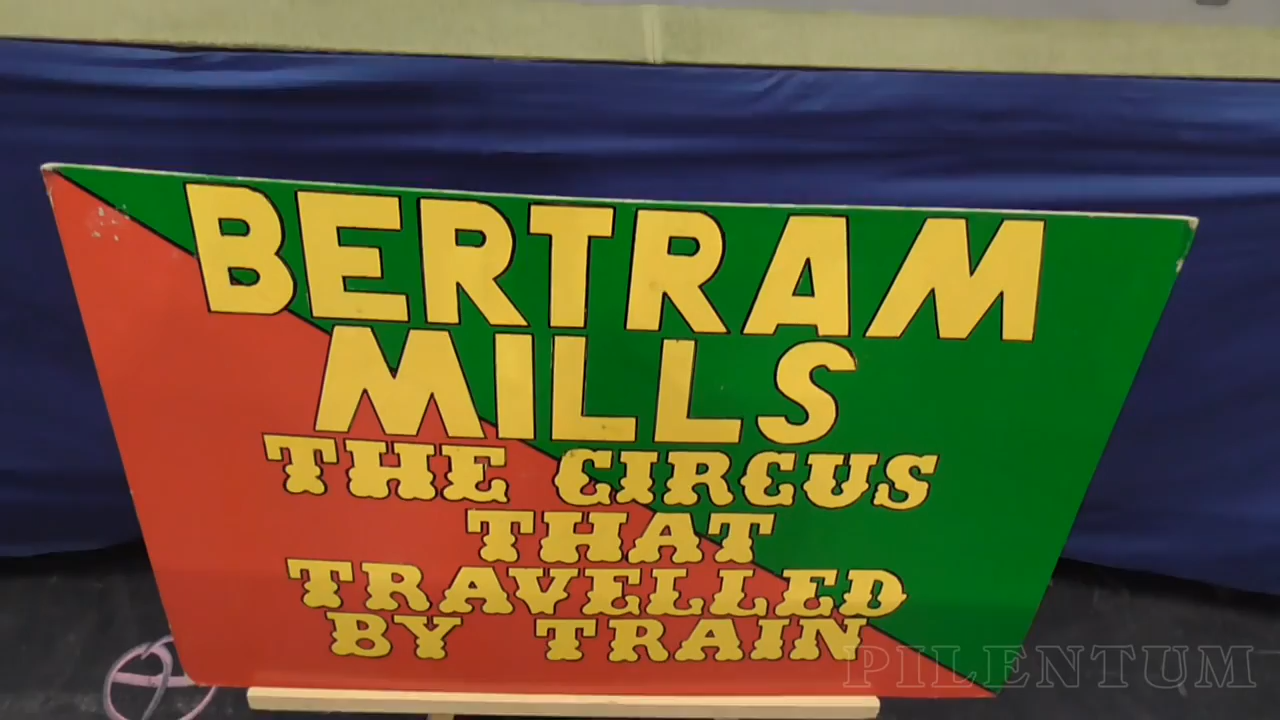 BERTRAM
MILLS
THE CIRCUS
THAT
TRAVELLED
BY TRAIN
PILENTUM